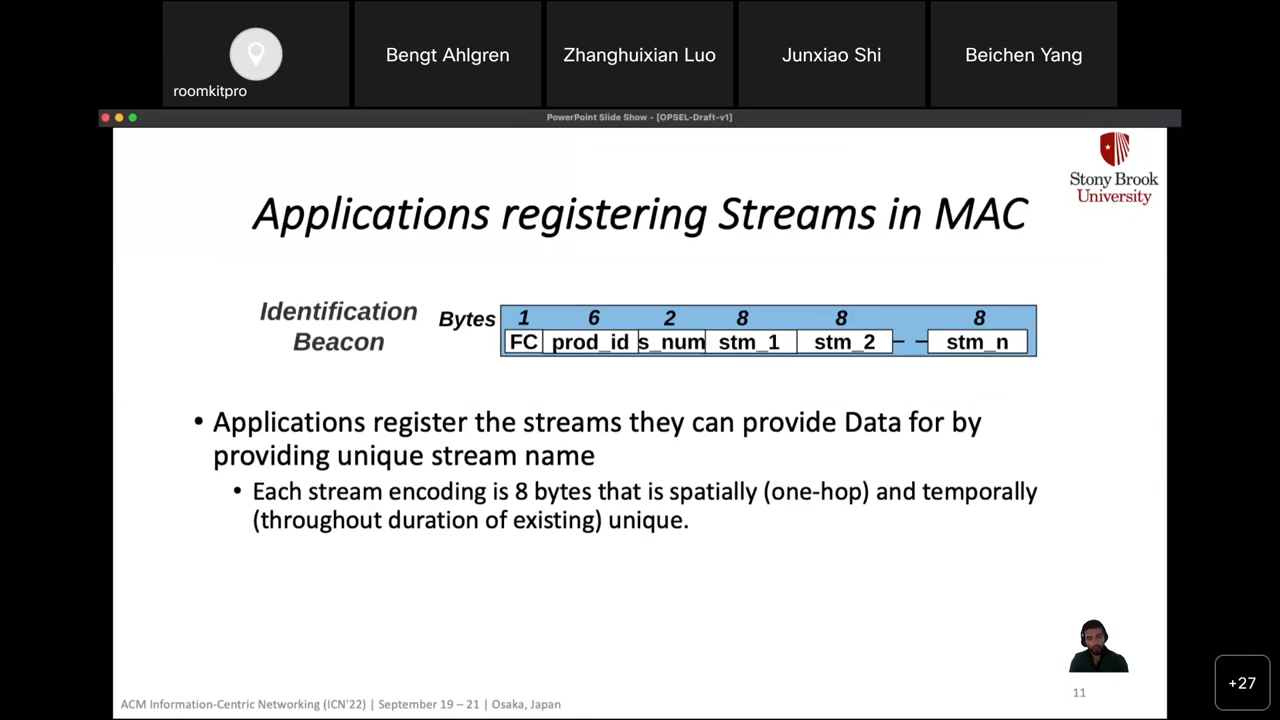 roomkitpro
Bengt Ahlgren
Zhanghuixian Luo
Junxiao Shi
Beichen Yang
PowerPoint Slide Show - [OPSEL-Draft-v1]
Stony Brook
University
Applications registering Streams in MAC
Identification
Beacon
Bytes 1 6 2 8 8 8
FC prod_id s_num stm_1 stm_2 stm_n
• Applications register the streams they can provide Data for by
providing unique stream name
• Each stream encoding is 8 bytes that is spatially (one-hop) and temporally
(throughout duration of existing) unique.
ACM Information-Centric Networking (ICN'22) | September 19 – 21 | Osaka, Japan
11
+27